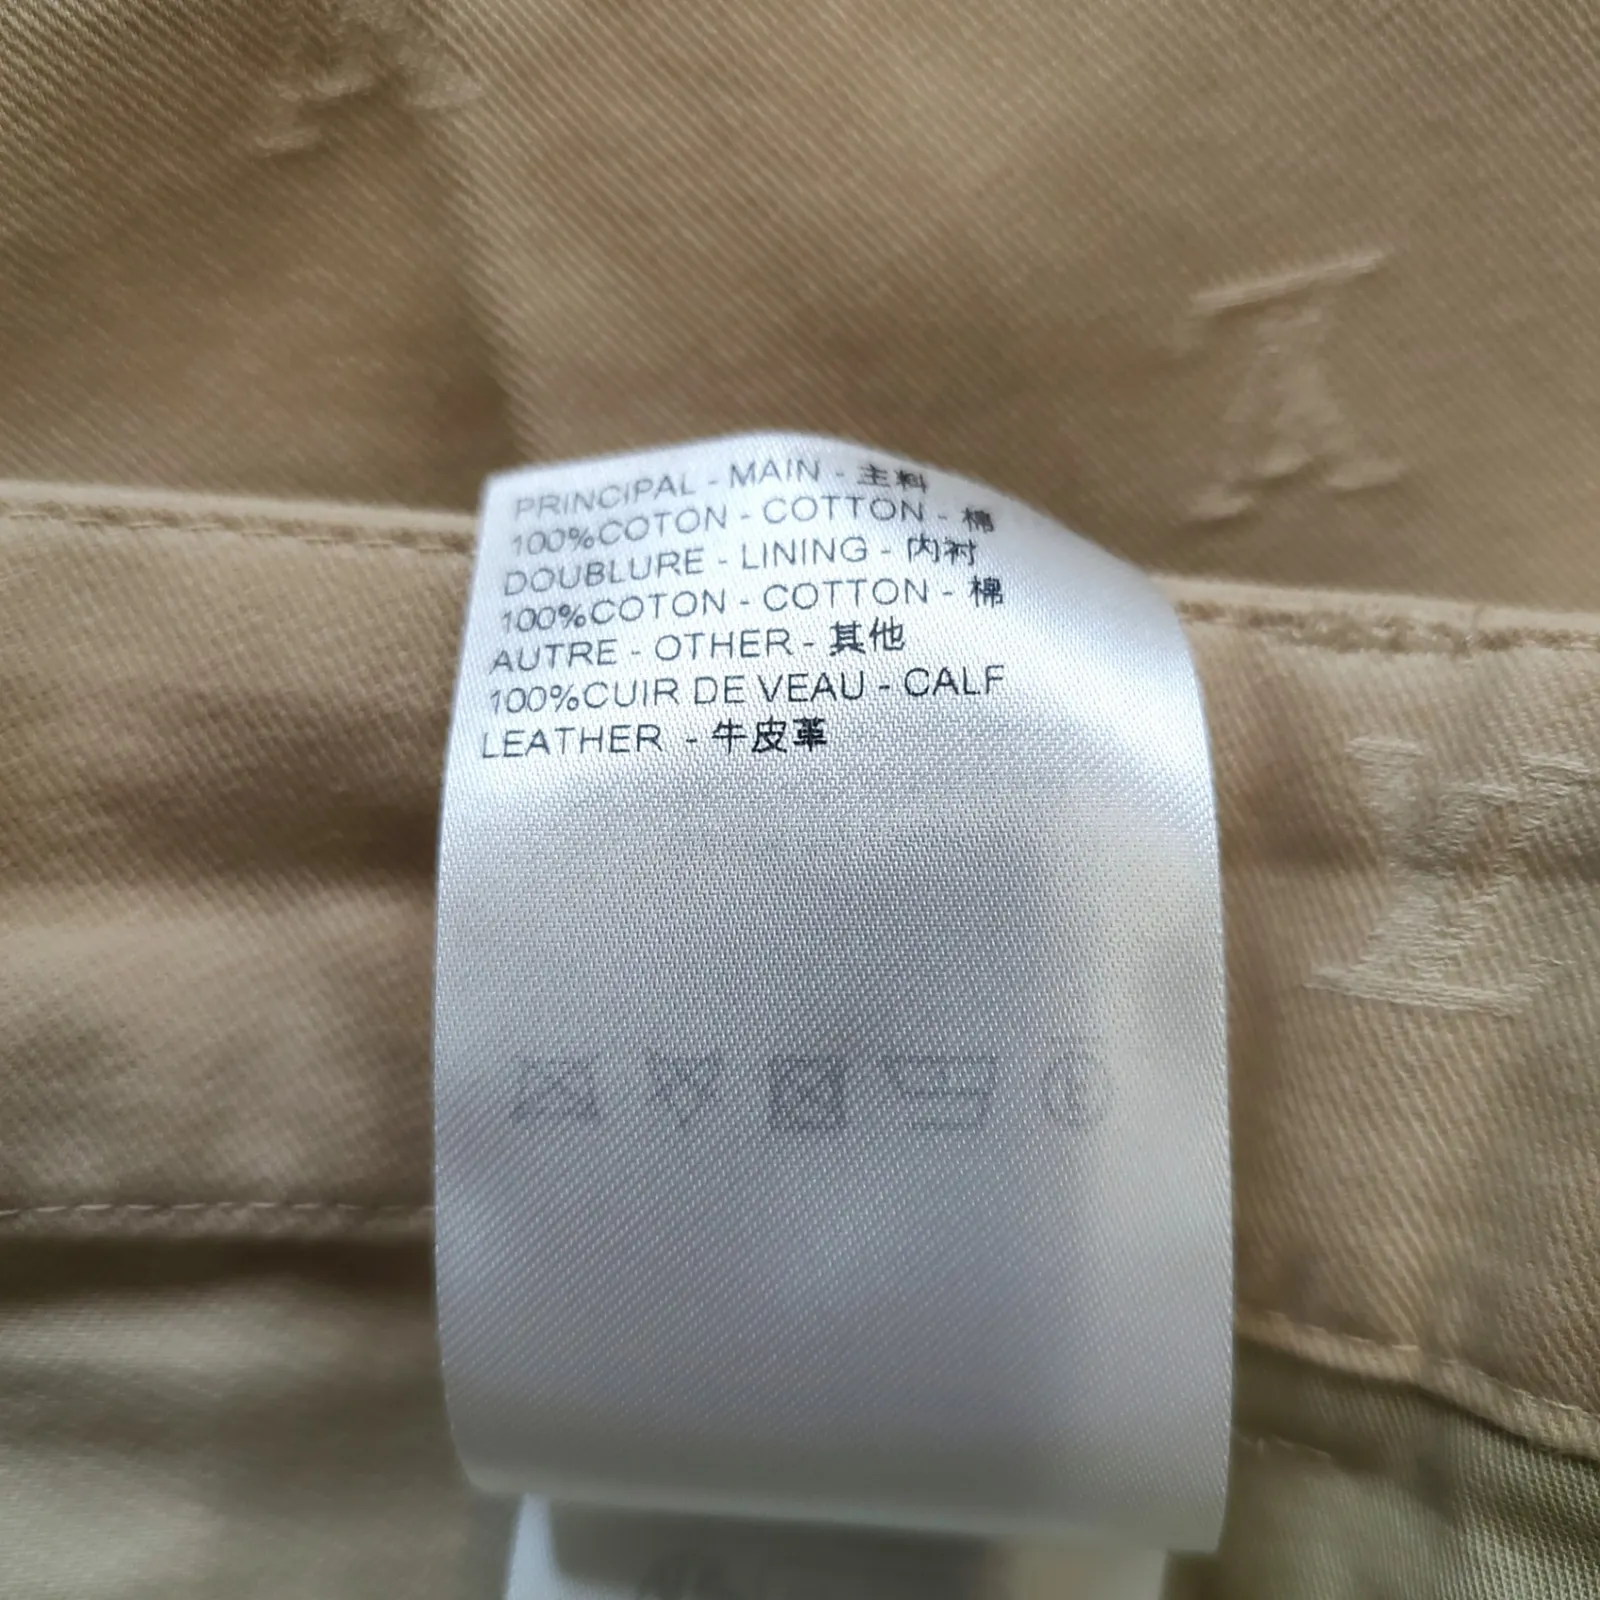 PRINCIPAL - MAIN - 主料
100%COTON - COTTON - 棉
DOUBLURE - LINING - 内衬
100%COTON - COTTON - 棉
AUTRE - OTHER - 其他
100%CUIR DE VEAU - CALF
LEATHER - 牛皮革